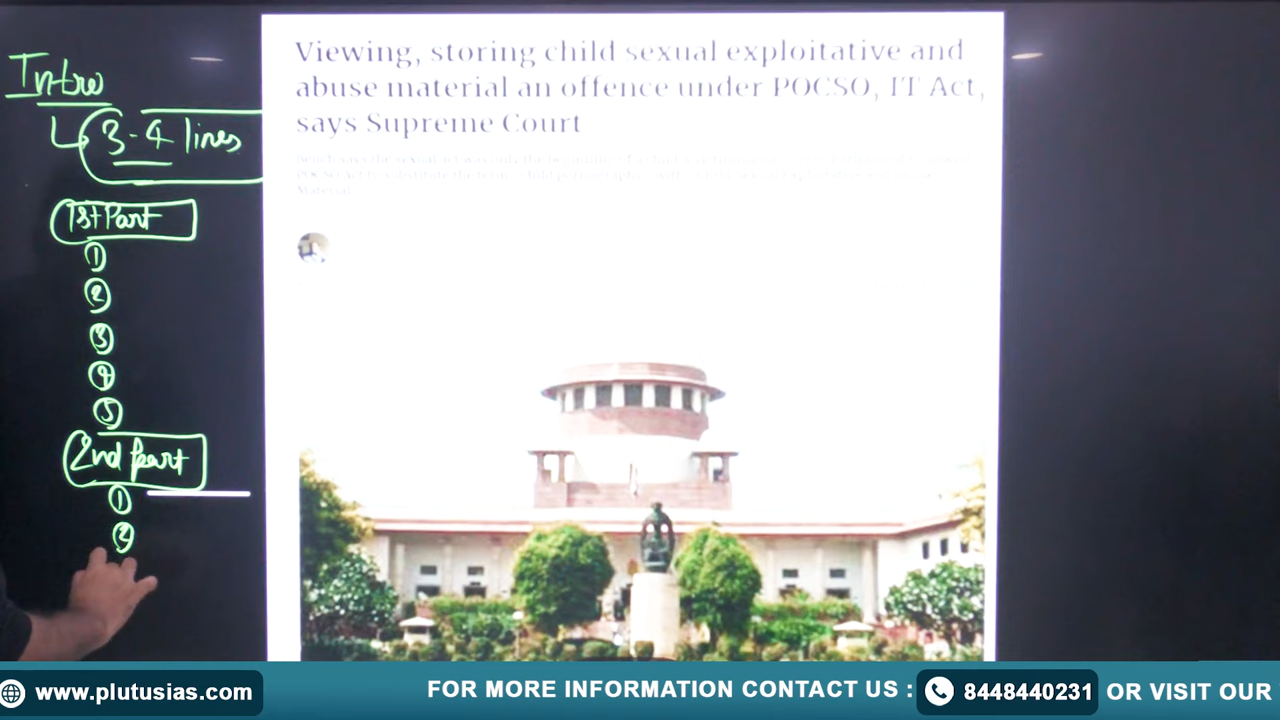 Intro
3-4 lines
1st Part
1
2
3
4
5
2nd part
1
2
Viewing, storing child sexual exploitative and
abuse material an offence under POCSO, IT Act,
says Supreme Court
Material
www.plutusias.com
FOR MORE INFORMATION CONTACT US :
8448440231
OR VISIT OUR